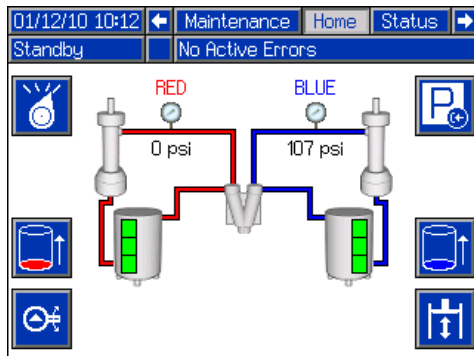 01/12/10 10:12 Maintenance Home Status
Standby No Active Errors
RED BLUE
0 psi 107 psi
P